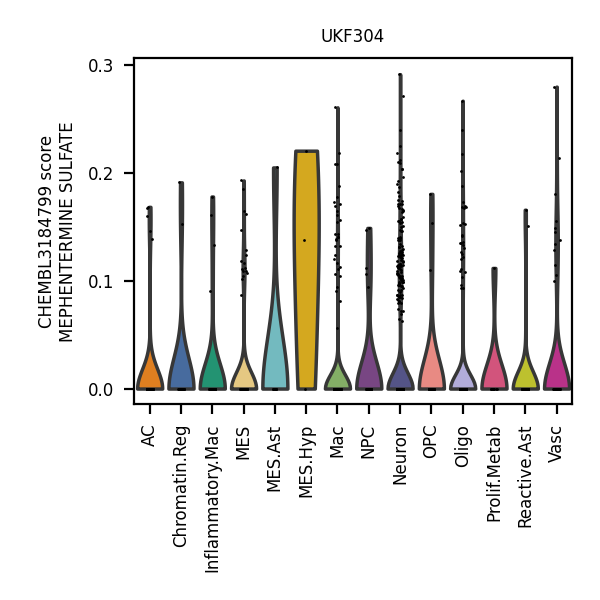 UKF304
CHEMBL3184799 score
MEPHENTERMINE SULFATE
0.3
0.2
0.1
0.0
AC
Chromatin.Reg
Inflammatory.Mac
MES
MES.Ast
MES.Hyp
Mac
NPC
Neuron
OPC
Oligo
Prolif.Metab
Reactive.Ast
Vasc